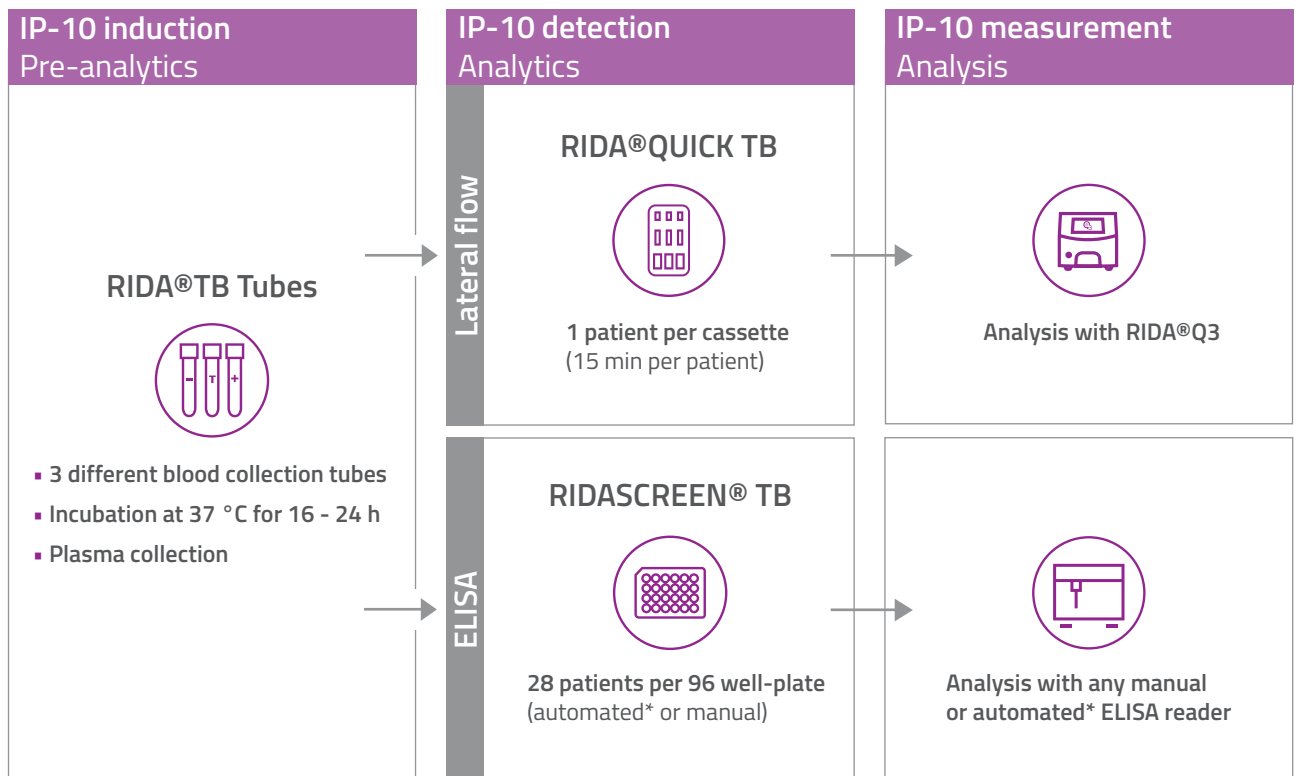 IP-10 induction
Pre-analytics
RIDA®TB Tubes
- T +
▪ 3 different blood collection tubes
▪ Incubation at 37 °C for 16 - 24 h
▪ Plasma collection
IP-10 detection
Analytics
Lateral flow
RIDA®QUICK TB
1 patient per cassette
(15 min per patient)
ELISA
RIDASCREEN® TB
28 patients per 96 well-plate
(automated* or manual)
IP-10 measurement
Analysis
Analysis with RIDA®Q3
Analysis with any manual
or automated* ELISA reader